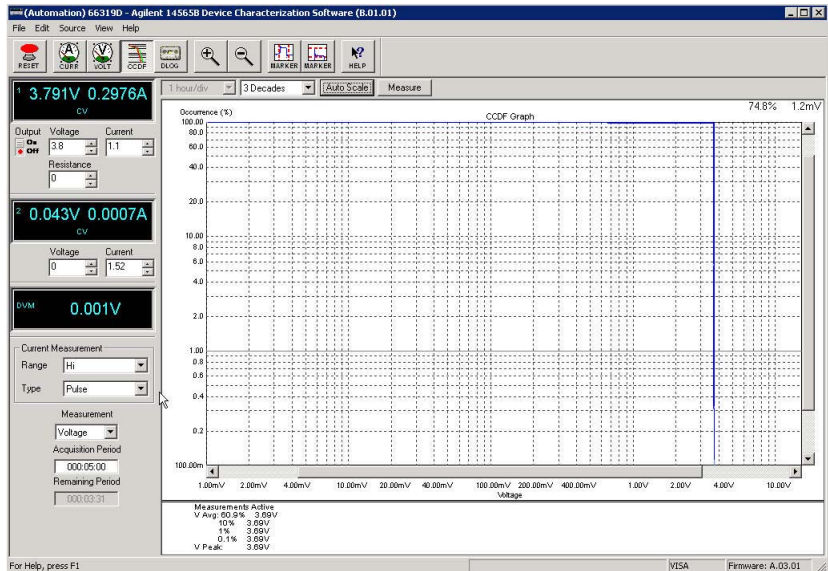 (Automation) 66319D - Agilent 14565B Device Characterization Software (B.01.01)
File Edit Source View Help
RESET CURR VOLT CCDF DLOG MARKER MARKER HELP
1 hour/div 3 Decades Auto Scale Measure
1 3.791V 0.2976A
CV
Output Voltage Current
On
Off
3.8 1.1
Resistance
0
2 0.043V 0.0007A
CV
Voltage Current
0 1.52
DVM 0.001V
Current Measurement
Range Hi
Type Pulse
Measurement
Voltage
Acquisition Period
000:05:00
Remaining Period
000:03:31
74.8% 1.2mV
Occurrence (%)
CCDF Graph
100.00
80.0
60.0
40.0
20.0
10.00
8.0
6.0
4.0
2.0
1.00
0.8
0.6
0.4
0.2
100.00m
1.00mV 2.00mV 4.00mV 10.00mV 20.00mV 40.00mV 100.00mV 200.00mV 400.00mV 1.00V 2.00V 4.00V 10.00V
Voltage
Measurements Active
V Avg: 60.9% 3.69V
10% 3.69V
1% 3.69V
0.1% 3.69V
V Peak: 3.69V
For Help, press F1
VISA Firmware: A.03.01